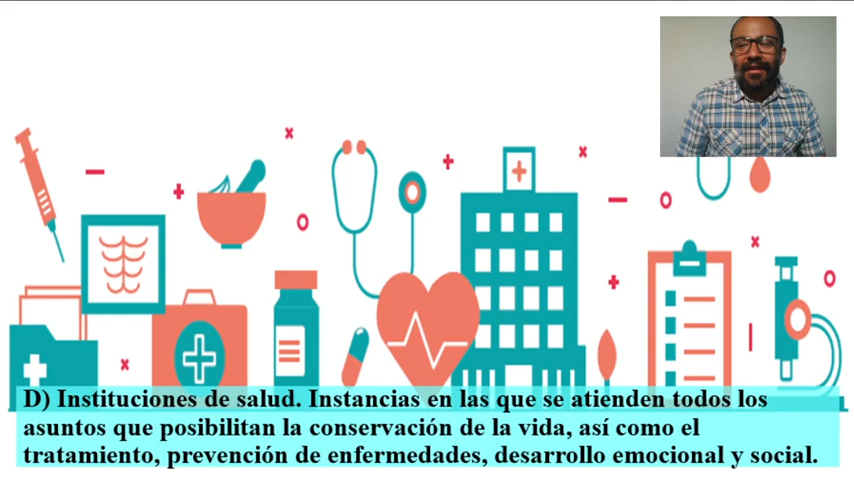 D) Instituciones de salud. Instancias en las que se atienden todos los
asuntos que posibilitan la conservación de la vida, así como el
tratamiento, prevención de enfermedades, desarrollo emocional y social.